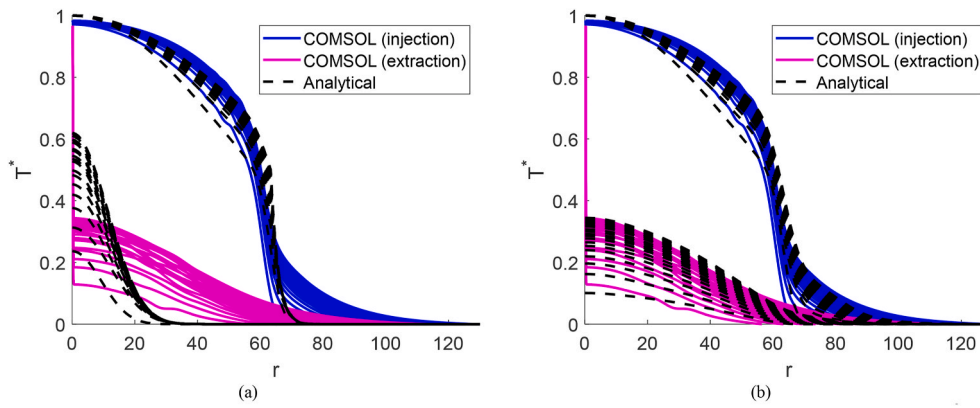 1
0.8
0.6
0.4
0.2
0
T*
0 20 40 60 80 100 120
r
COMSOL (injection)
COMSOL (extraction)
Analytical
(a)
1
0.8
0.6
0.4
0.2
0
T*
0 20 40 60 80 100 120
r
COMSOL (injection)
COMSOL (extraction)
Analytical
(b)